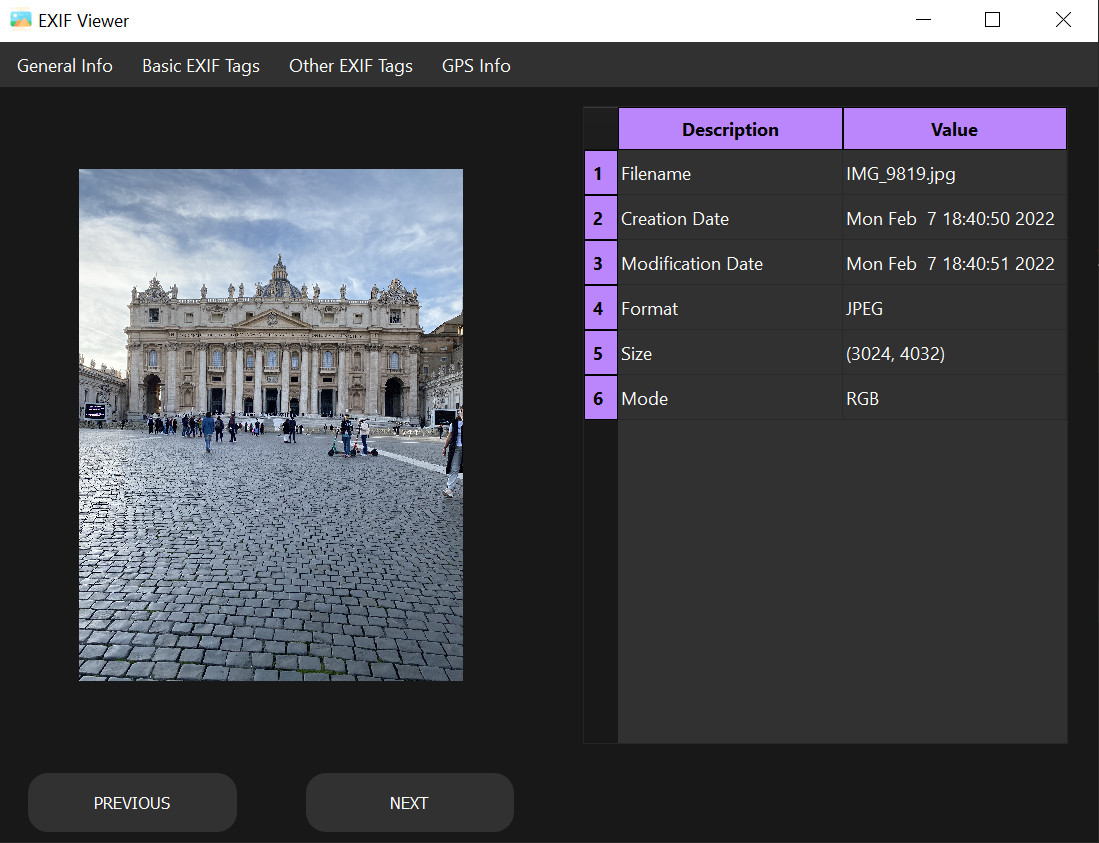 EXIF Viewer
General Info Basic EXIF Tags Other EXIF Tags GPS Info
Description Value
1 Filename IMG_9819.jpg
2 Creation Date Mon Feb  7 18:40:50 2022
3 Modification Date Mon Feb  7 18:40:51 2022
4 Format JPEG
5 Size (3024, 4032)
6 Mode RGB
PREVIOUS NEXT